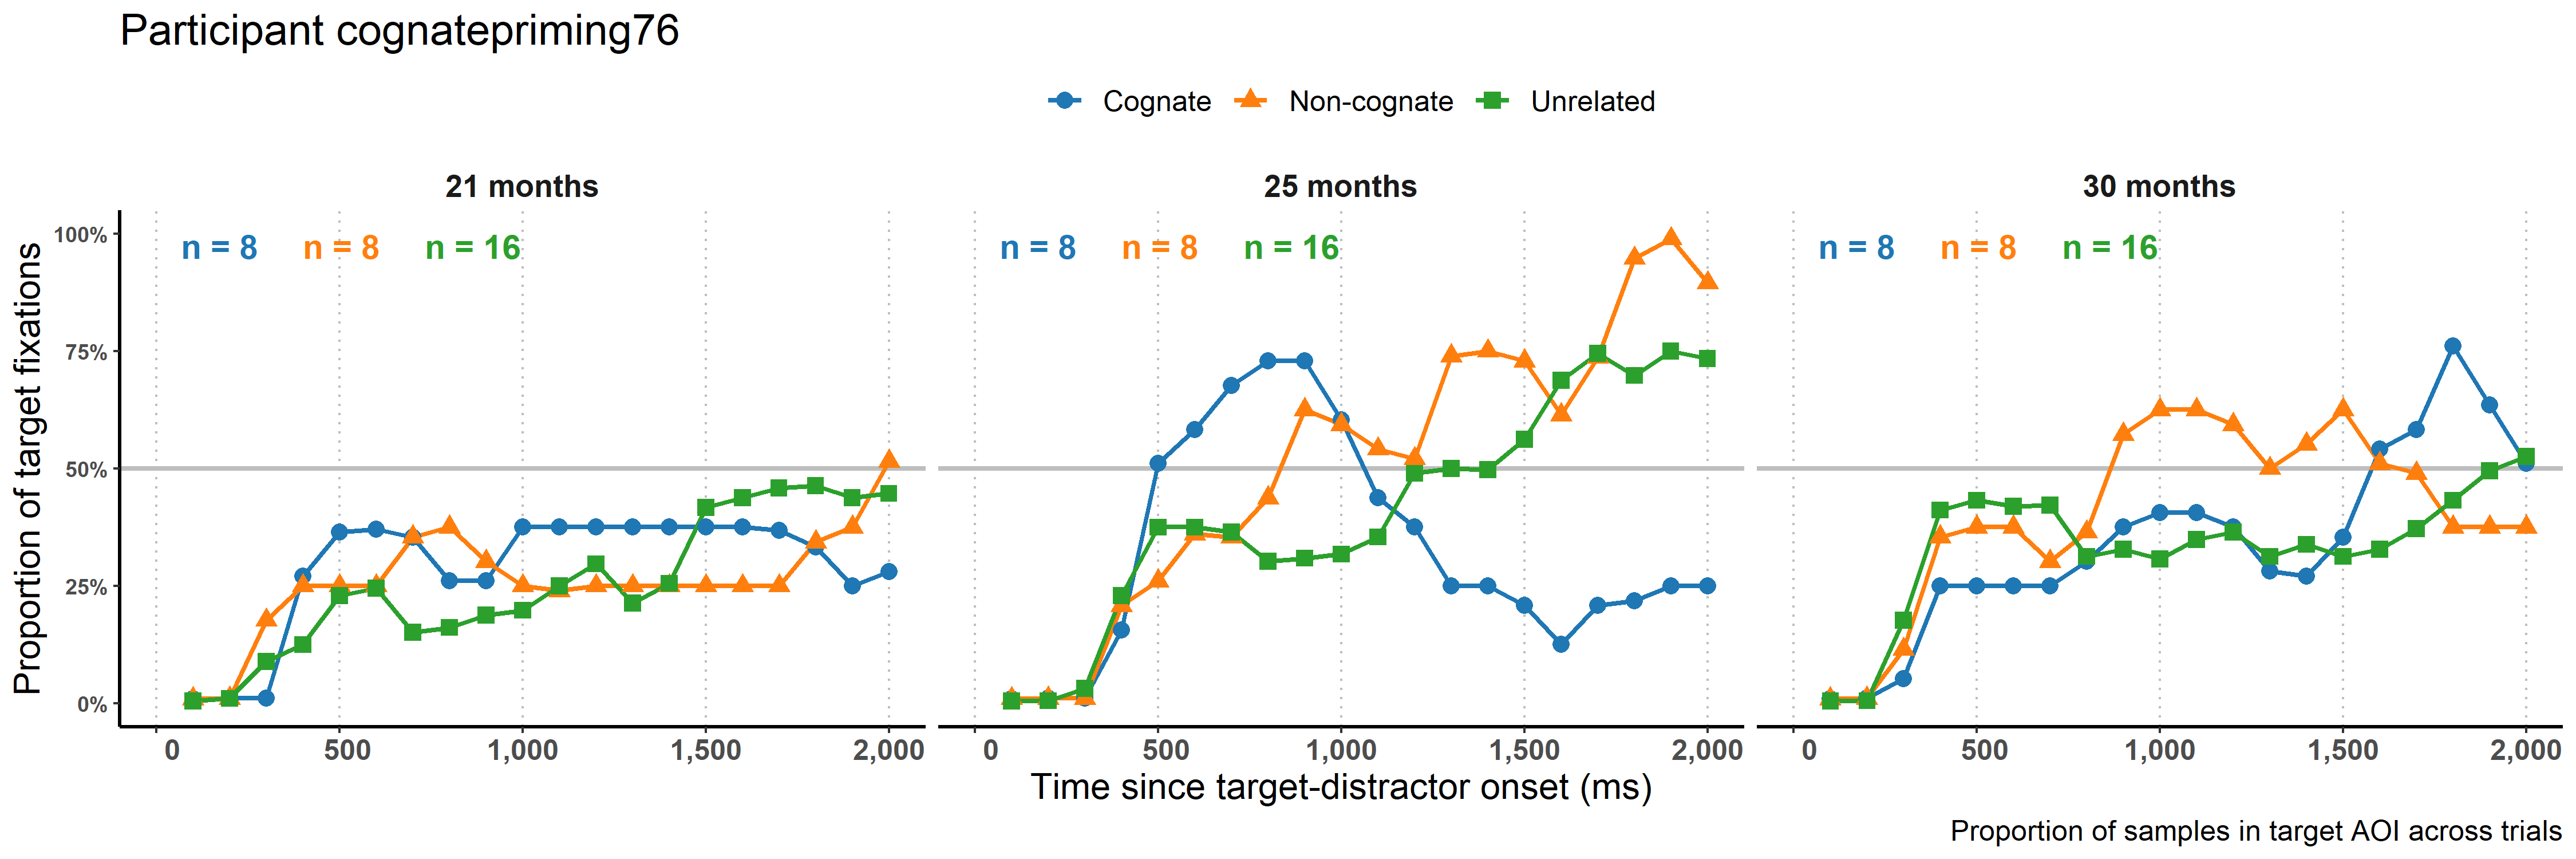 Participant cognatepriming76
Cognate Non-cognate Unrelated
21 months 25 months 30 months
n = 8 n = 8 n = 16 n = 8 n = 8 n = 16 n = 8 n = 8 n = 16
Proportion of target fixations
100%
75%
50%
25%
0%
0 500 1,000 1,500 2,000 0 500 1,000 1,500 2,000 0 500 1,000 1,500 2,000
Time since target-distractor onset (ms)
Proportion of samples in target AOI across trials